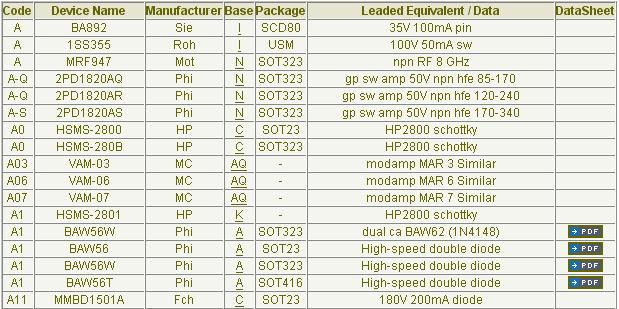 Code Device Name Manufacturer Base Package Leaded Equivalent / Data DataSheet
A BA892 Sie I SCD80 35V 100mA pin
A 1SS355 Roh I USM 100V 50mA sw
A MRF947 Mot N SOT323 npn RF 8 GHz
A-Q 2PD1820AQ Phi N SOT323 gp sw amp 50V npn hfe 85-170
A-Q 2PD1820AR Phi N SOT323 gp sw amp 50V npn hfe 120-240
A-S 2PD1820AS Phi N SOT323 gp sw amp 50V npn hfe 170-340
A0 HSMS-2800 HP C SOT23 HP2800 schottky
A0 HSMS-280B HP C SOT323 HP2800 schottky
A03 VAM-03 MC AQ - modamp MAR 3 Similar
A06 VAM-06 MC AQ - modamp MAR 6 Similar
A07 VAM-07 MC AQ - modamp MAR 7 Similar
A1 HSMS-2801 HP K - HP2800 schottky
A1 BAW56W Phi A SOT323 dual ca BAW62 (1N4148) PDF
A1 BAW56 Phi A SOT23 High-speed double diode PDF
A1 BAW56W Phi A SOT323 High-speed double diode PDF
A1 BAW56T Phi A SOT416 High-speed double diode PDF
A11 MMBD1501A Fch C SOT23 180V 200mA diode